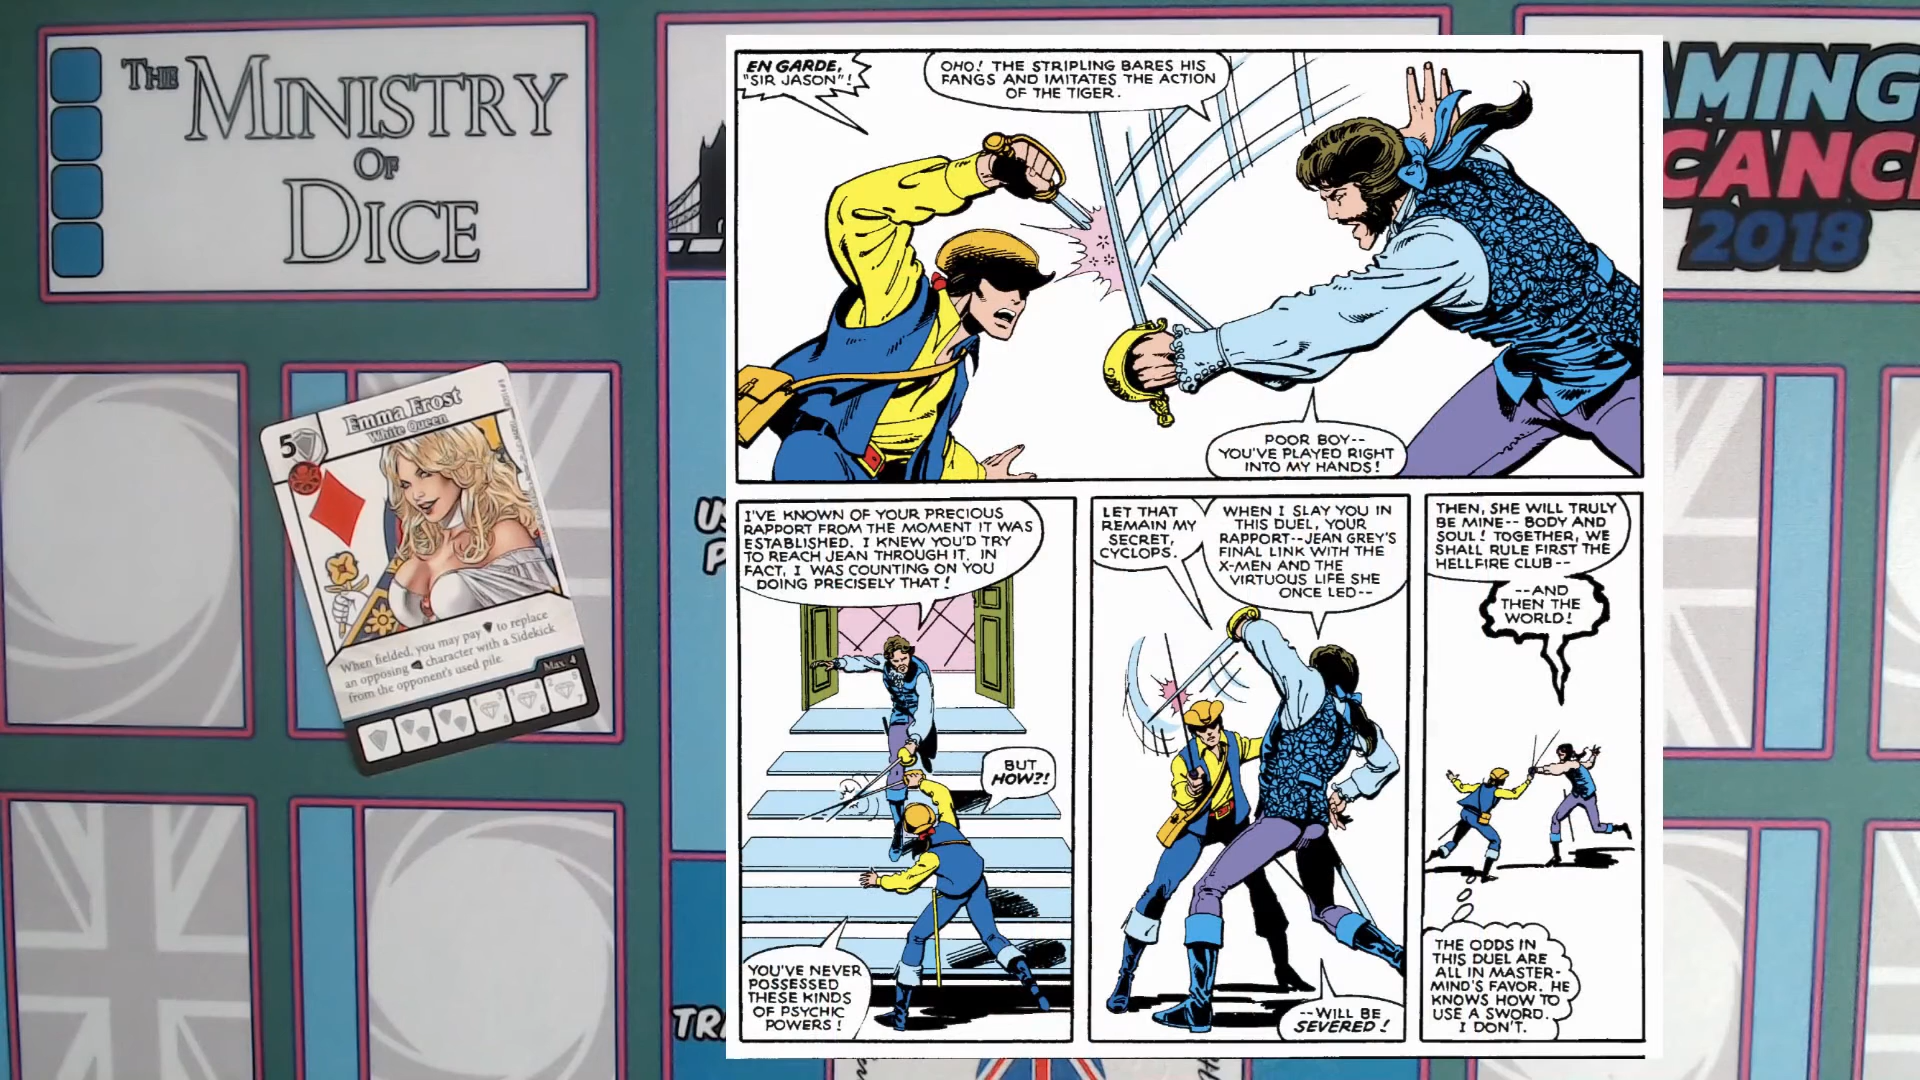 THE MINISTRY
OF
DICE
AMING
CANC
2018
5
Emma Frost
White Queen
When fielded, you may pay to replace
an opposing character with a Sidekick
from the opponent's used pile.
Max: 4
EN GARDE,
"SIR JASON"!
OHO! THE STRIPLING BARES HIS
FANGS AND IMITATES THE ACTION
OF THE TIGER.
POOR BOY--
YOU'VE PLAYED RIGHT
INTO MY HANDS!
I'VE KNOWN OF YOUR PRECIOUS
RAPPORT FROM THE MOMENT IT WAS
ESTABLISHED. I KNEW YOU'D TRY
TO REACH JEAN THROUGH IT. IN
FACT, I WAS COUNTING ON YOU
DOING PRECISELY THAT!
BUT
HOW?!
YOU'VE NEVER
POSSESSED
THESE KINDS
OF PSYCHIC
POWERS!
LET THAT
REMAIN MY
SECRET,
CYCLOPS.
WHEN I SLAY YOU IN
THIS DUEL, YOUR
RAPPORT--JEAN GREY'S
FINAL LINK WITH THE
X-MEN AND THE
VIRTUOUS LIFE SHE
ONCE LED--
--WILL BE
SEVERED!
THEN, SHE WILL TRULY
BE MINE-- BODY AND
SOUL! TOGETHER, WE
SHALL RULE FIRST THE
HELLFIRE CLUB--
--AND
THEN THE
WORLD!
THE ODDS IN
THIS DUEL ARE
ALL IN MASTER-
MIND'S FAVOR. HE
KNOWS HOW TO
USE A SWORD.
I DON'T.
US
P
TRA